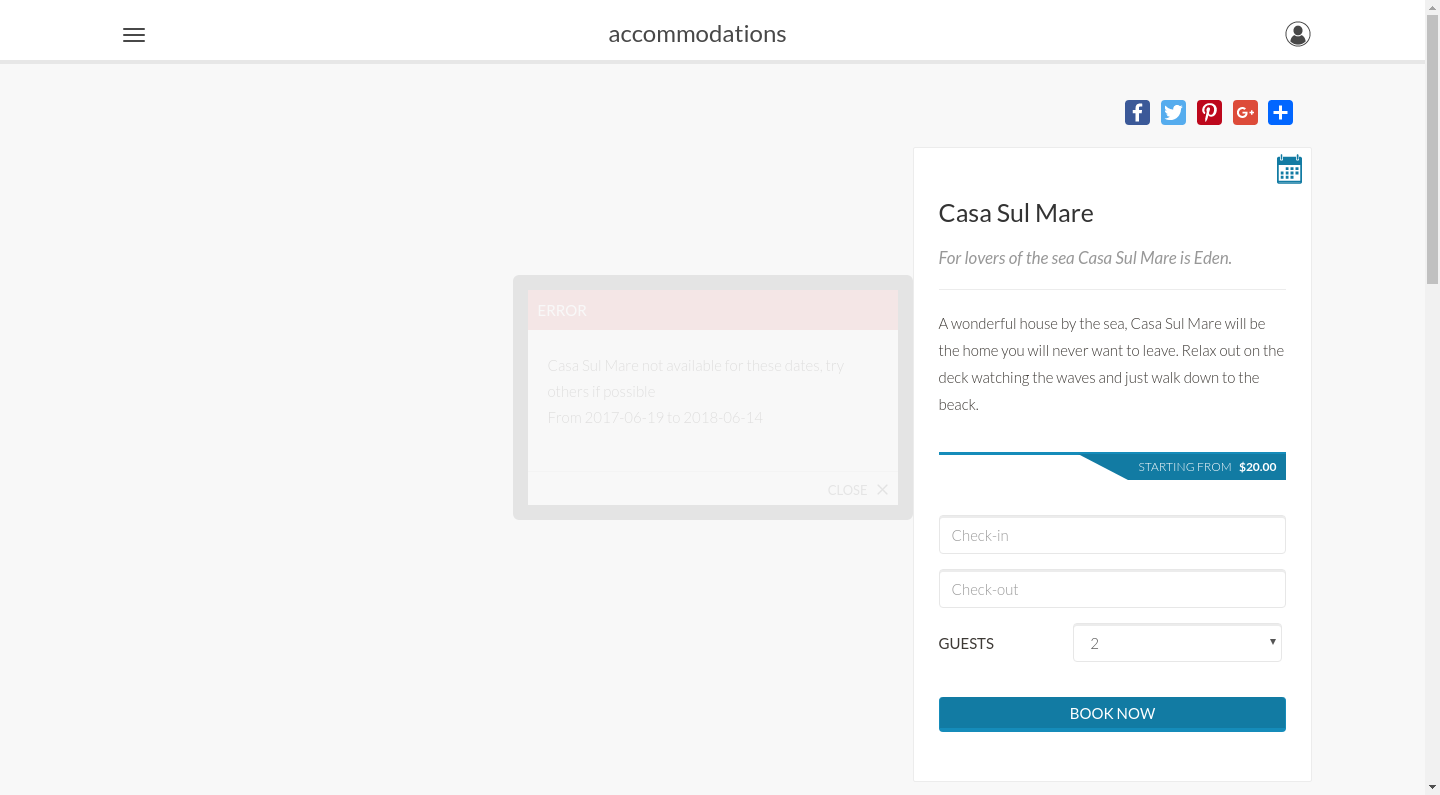 accommodations
Casa Sul Mare
For lovers of the sea Casa Sul Mare is Eden.
ERROR
Casa Sul Mare not available for these dates, try
others if possible
From 2017-06-19 to 2018-06-14
CLOSE
A wonderful house by the sea, Casa Sul Mare will be
the home you will never want to leave. Relax out on the
deck watching the waves and just walk down to the
beack.
STARTING FROM $20.00
Check-in
Check-out
GUESTS 2
BOOK NOW